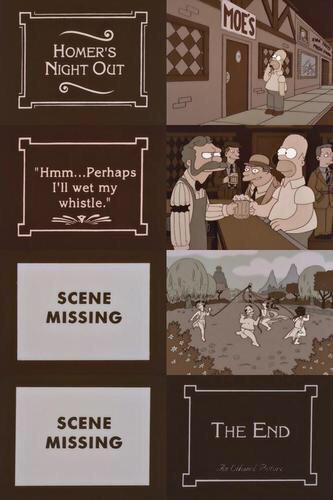 HOMER'S
NIGHT OUT
MOE'S
"Hmm...Perhaps
I'll wet my
whistle."
SCENE
MISSING
SCENE
MISSING
THE END